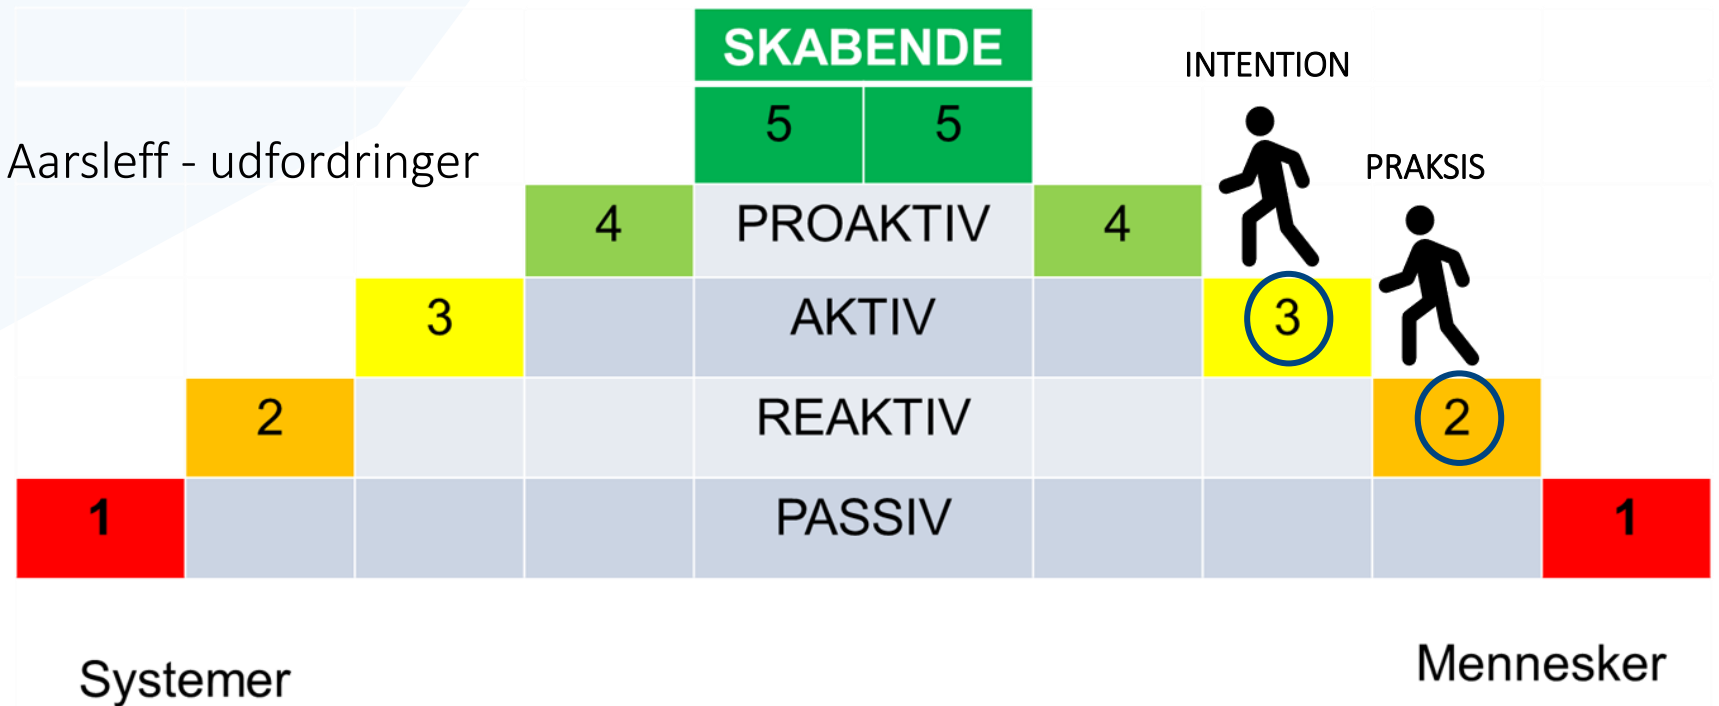 SKABENDE
INTENTION
5 5
Aarsleff - udfordringer
PRAKSIS
4 PROAKTIV 4
3 AKTIV 3
2 REAKTIV 2
1 PASSIV 1
Systemer
Mennesker